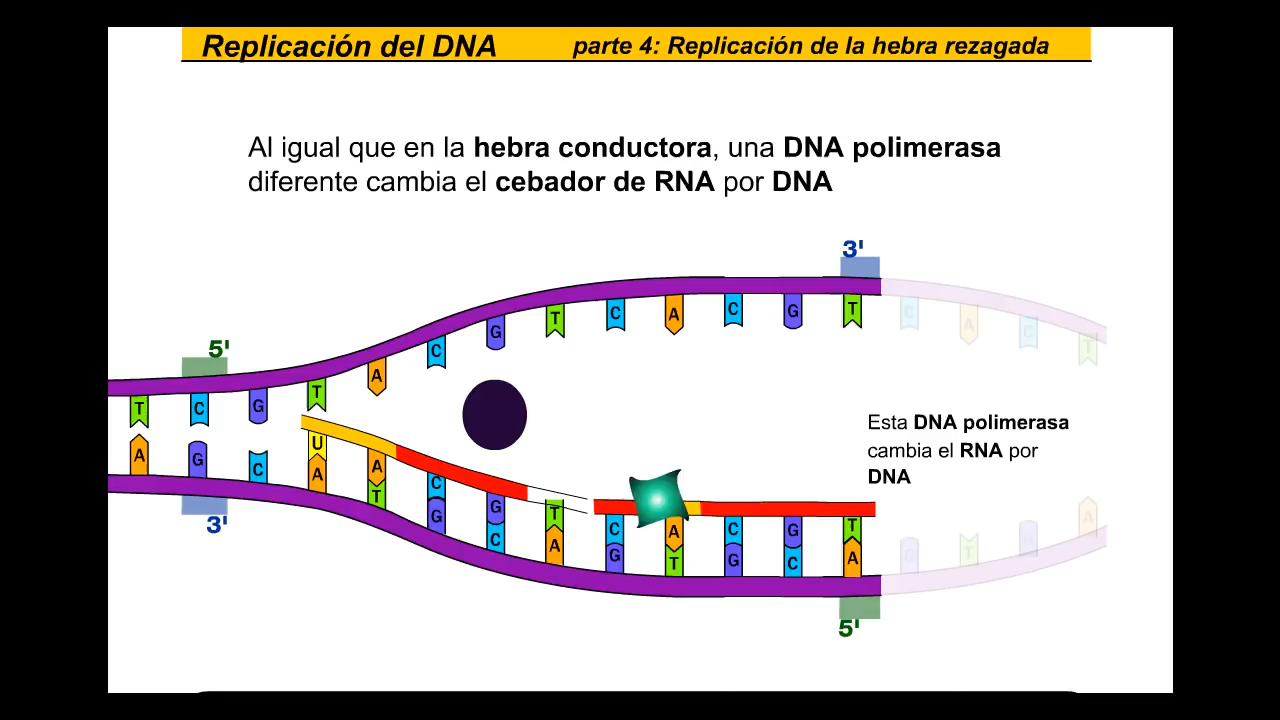 Replicación del DNA parte 4: Replicación de la hebra rezagada
Al igual que en la hebra conductora, una DNA polimerasa
diferente cambia el cebador de RNA por DNA
3'
T C A C G T C A C T
5'
T C G T A C G
Esta DNA polimerasa
cambia el RNA por
DNA
U A C G T C A C G T
A G C A T G C A G T G C A G T G A
3'
5'